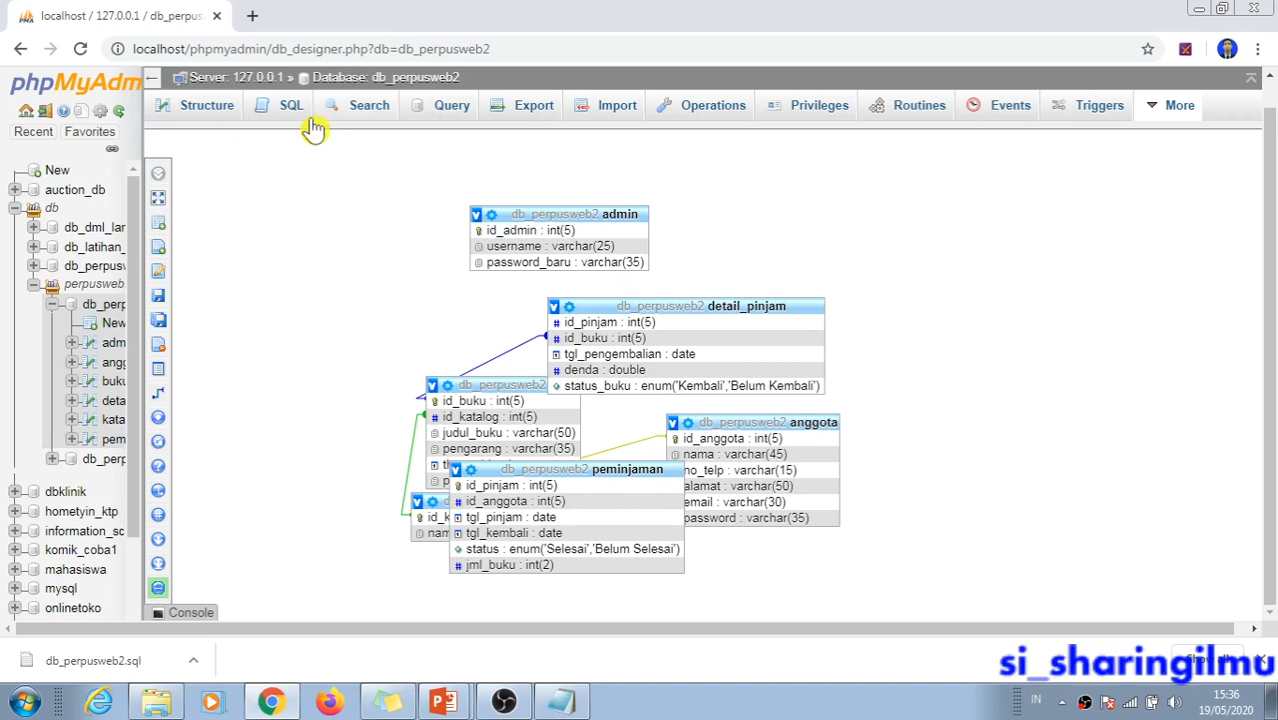 localhost / 127.0.0.1 / db_perpus
localhost/phpmyadmin/db_designer.php?db=db_perpusweb2
phpMyAdm
Server: 127.0.0.1 » Database: db_perpusweb2
Structure SQL Search Query Export Import Operations Privileges Routines Events Triggers More
Recent Favorites
New
auction_db
db
db_dml_lar
db_latihan_
db_perpusv
perpusweb
db_perp
New
adm
angg
buku
deta
kata
pem
db_perp
dbklinik
hometyin_ktp
information_sc
komik_coba1
mahasiswa
mysql
onlinetoko
db_perpusweb2 admin
id_admin : int(5)
username : varchar(25)
password_baru : varchar(35)
db_perpusweb2 detail_pinjam
id_pinjam : int(5)
id_buku : int(5)
tgl_pengembalian : date
denda : double
status_buku : enum('Kembali','Belum Kembali')
db_perpusweb2
id_buku : int(5)
id_katalog : int(5)
judul_buku : varchar(50)
pengarang : varchar(35)
db_perpusweb2 anggota
id_anggota : int(5)
nama : varchar(45)
no_telp : varchar(15)
alamat : varchar(50)
email : varchar(30)
password : varchar(35)
db_perpusweb2 peminjaman
id_pinjam : int(5)
id_anggota : int(5)
tgl_pinjam : date
tgl_kembali : date
status : enum('Selesai','Belum Selesai')
jml_buku : int(2)
id_k
nam
Console
db_perpusweb2.sql
si_sharingilmu
IN
15:36
19/05/2020